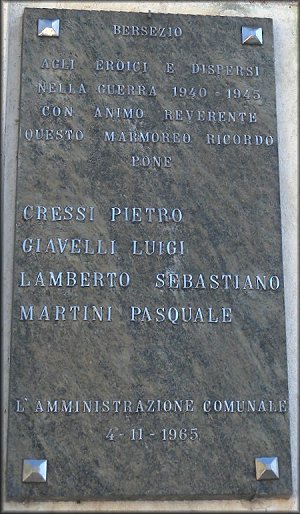 BERSEZIO
AGLI EROICI E DISPERSI
NELLA GUERRA 1940-1945
CON ANIMO REVERENTE
QUESTO MARMOREO RICORDO
PONE
CRESSI PIETRO
GIAVELLI LUIGI
LAMBERTO SEBASTIANO
MARTINI PASQUALE
L'AMMINISTRAZIONE COMUNALE
4-11-1965